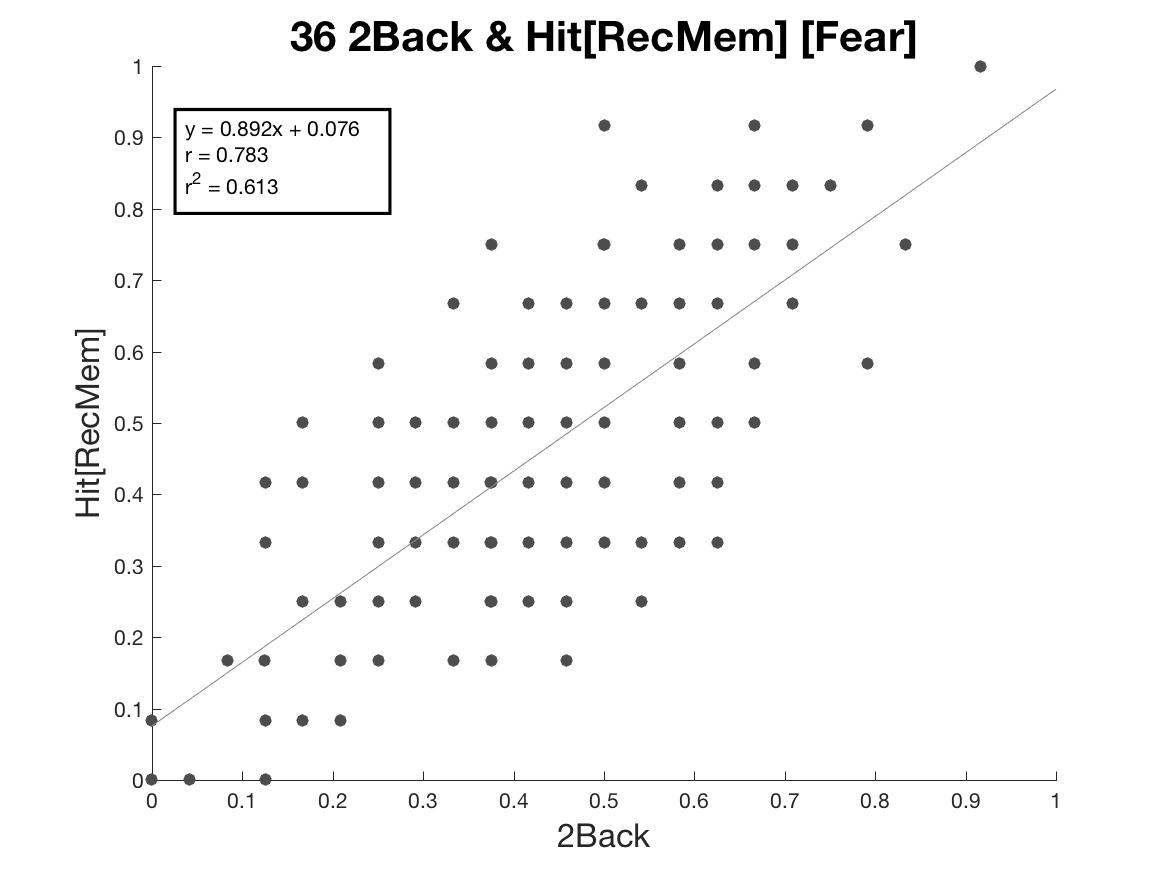 36 2Back & Hit[RecMem] [Fear]
y = 0.892x + 0.076
r = 0.783
r² = 0.613
Hit[RecMem]
1
0.9
0.8
0.7
0.6
0.5
0.4
0.3
0.2
0.1
0
0 0.1 0.2 0.3 0.4 0.5 0.6 0.7 0.8 0.9 1
2Back